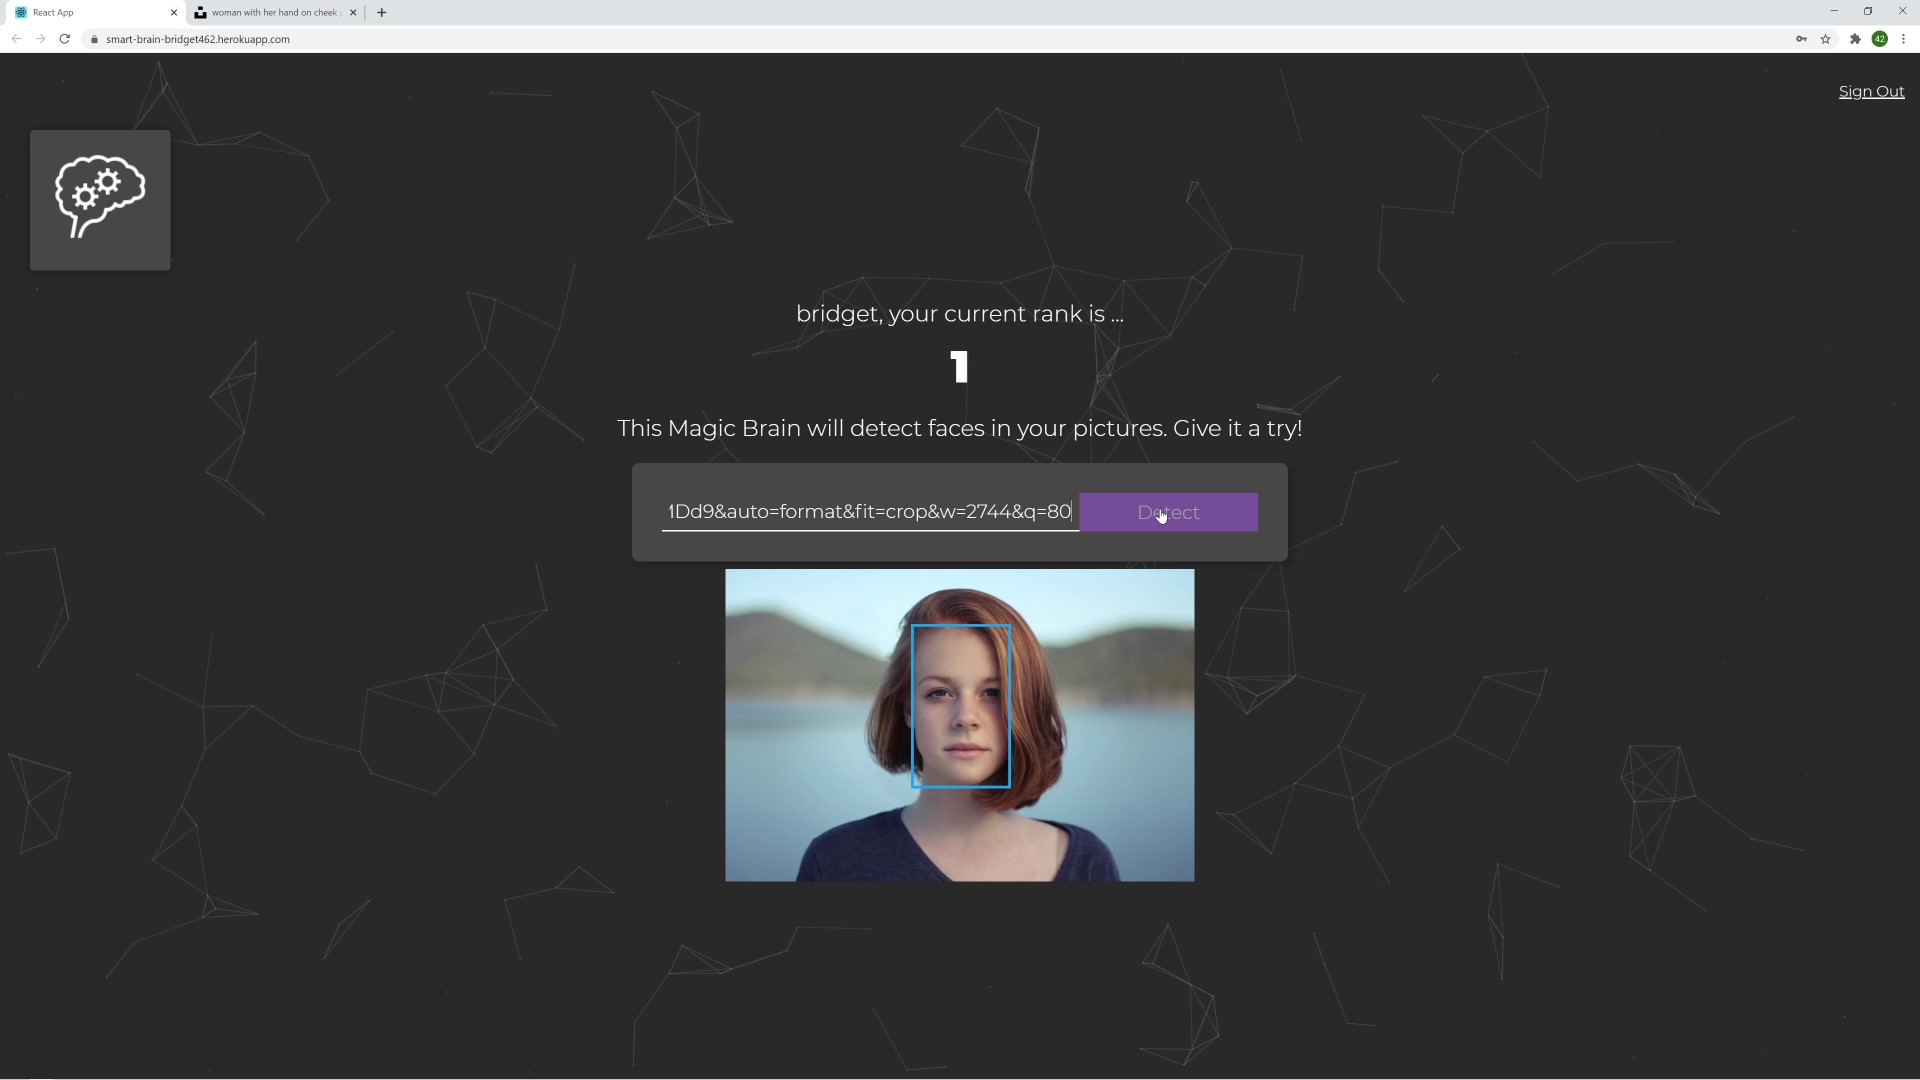 React App
woman with her hand on cheek
smart-brain-bridget462.herokuapp.com
42
Sign Out
bridget, your current rank is ...
1
This Magic Brain will detect faces in your pictures. Give it a try!
1Dd9&auto=format&fit=crop&w=2744&q=80
Detect